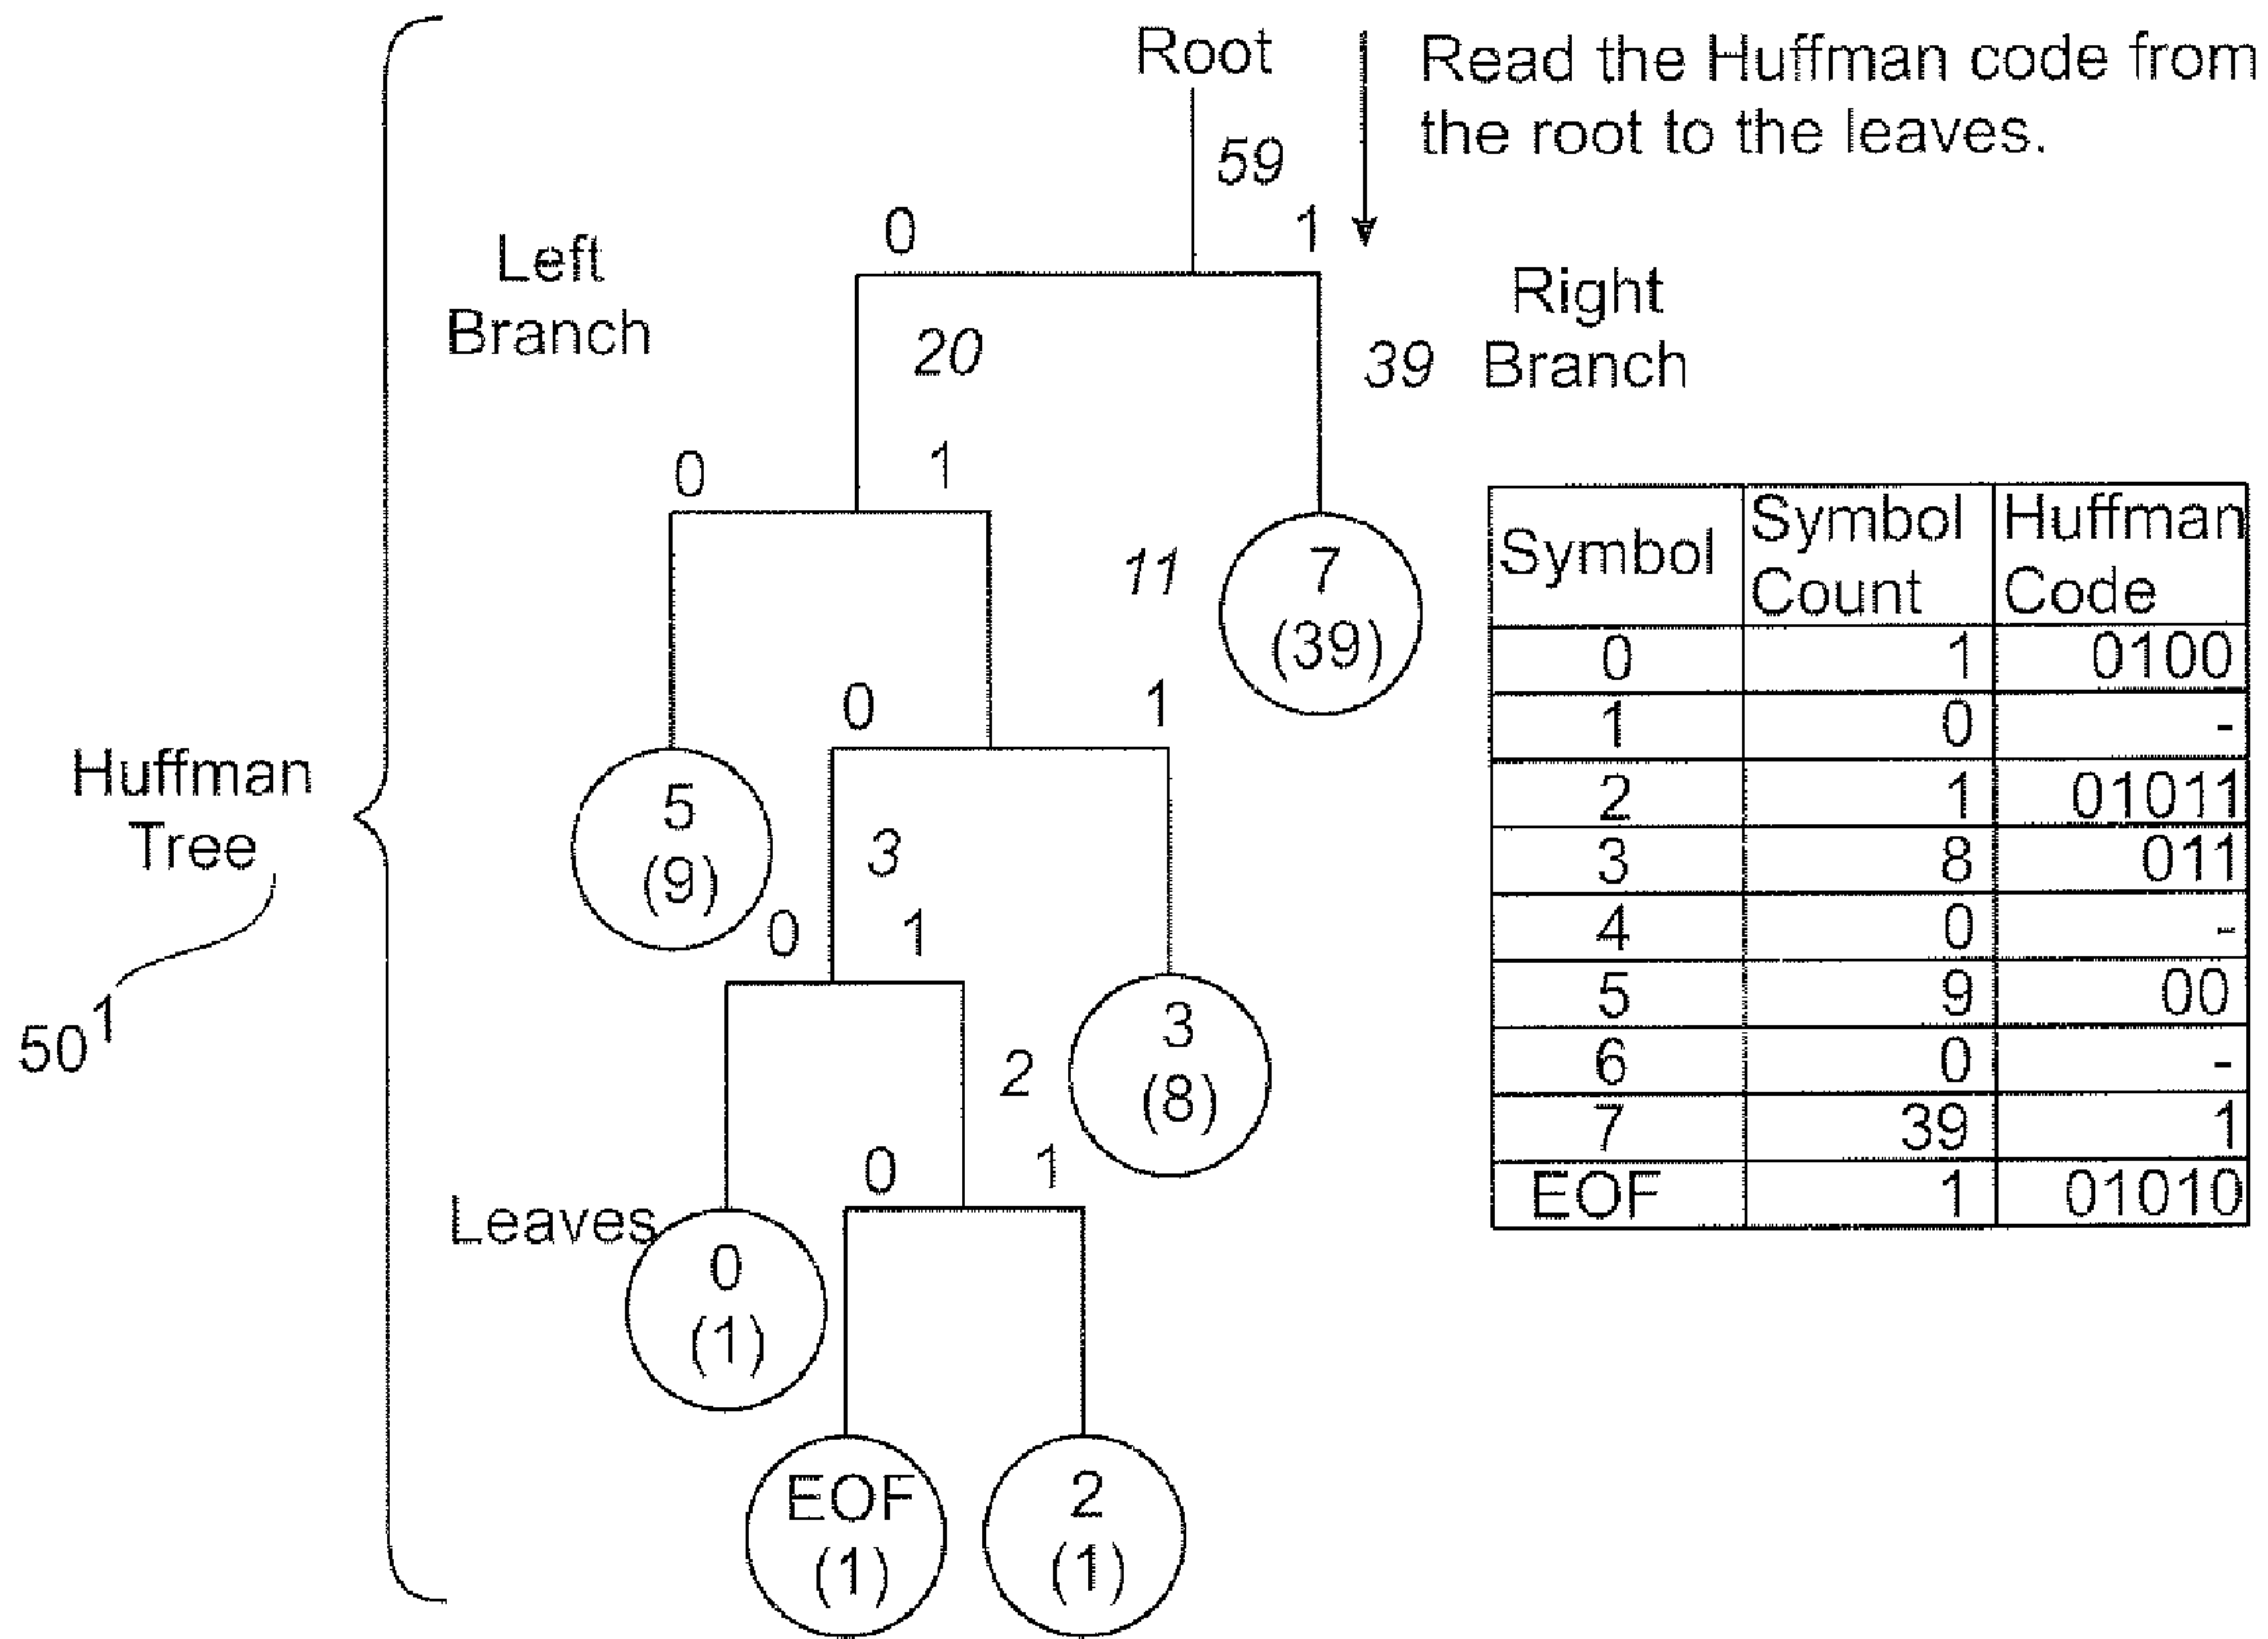 Root
Read the Huffman code from
the root to the leaves.
59
0
1
Left
Branch
Right
Branch
20
39
0
1
11
7
(39)
0
1
Huffman
Tree
5
(9)
3
0
1
501
3
(8)
2
0
1
Leaves
0
(1)
EOF
(1)
2
(1)
Symbol Symbol Count Huffman Code
0 1 0100
1 0 -
2 1 01011
3 8 011
4 0 -
5 9 00
6 0 -
7 39 1
EOF 1 01010